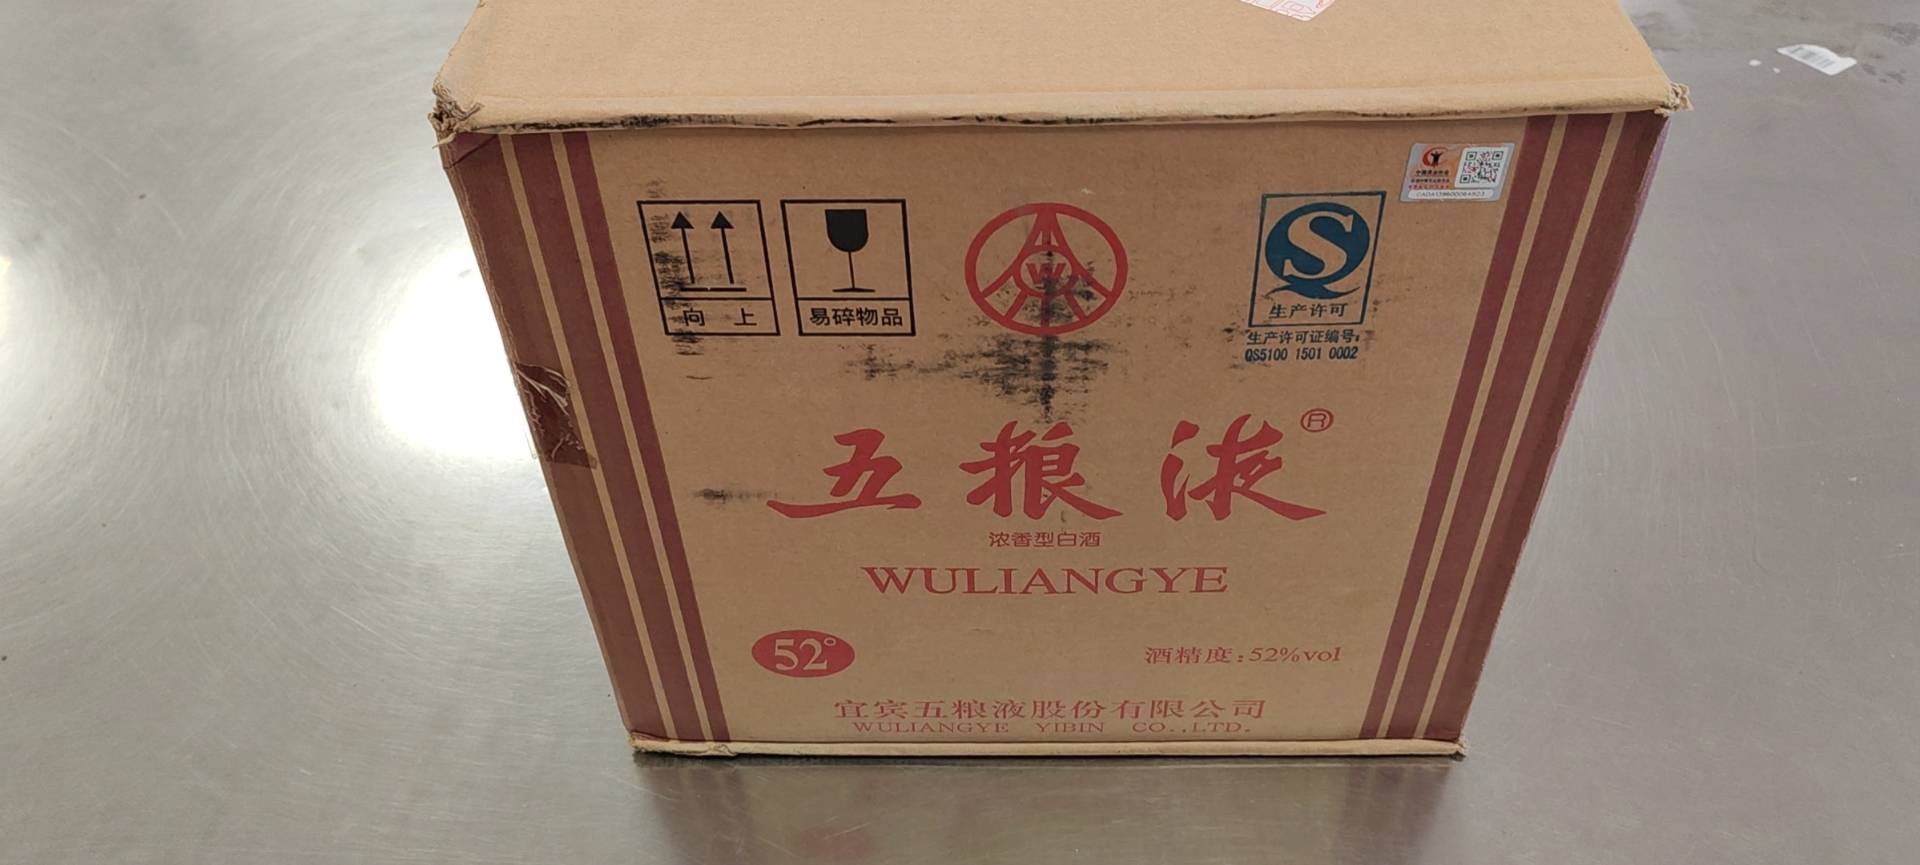 向 上
易碎物品
W
S
生产许可
生产许可证编号:
QS5100 1501 0002
五粮液®
浓香型白酒
WULIANGYE
52°
酒精度:52%vol
宜宾五粮液股份有限公司
WULIANGYE YIBIN CO.,LTD.